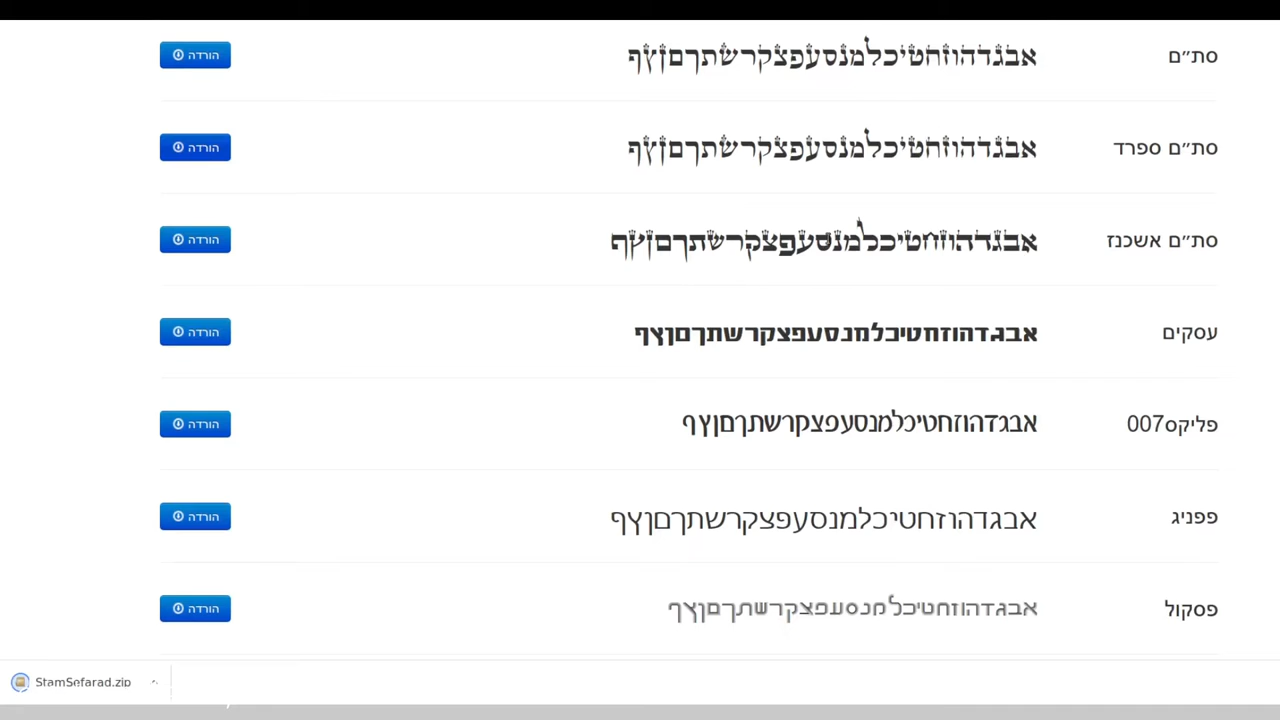 סת״ם אבגדהוזחטיכלמנסעפצקרשתךםןץף הורדה
סת״ם ספרד אבגדהוזחטיכלמנסעפצקרשתךםןץף הורדה
סת״ם אשכנז אבגדהוזחטיכלמנסעפצקרשתךםןץף הורדה
עסקים אבגדהוזחטיכלמנסעפצקרשתךםןץף הורדה
פליקס007 אבגדהוזחטיכלמנסעפצקרשתךםןץף הורדה
פפניג אבגדהוזחטיכלמנסעפצקרשתךםןץף הורדה
פסקול אבגדהוזחטיכלמנסעפצקרשתךםןץף הורדה
StamSefarad.zip